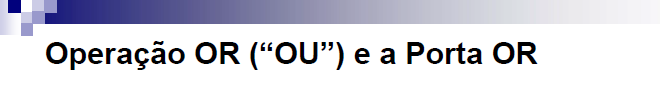 Operação OR (“OU”) e a Porta OR